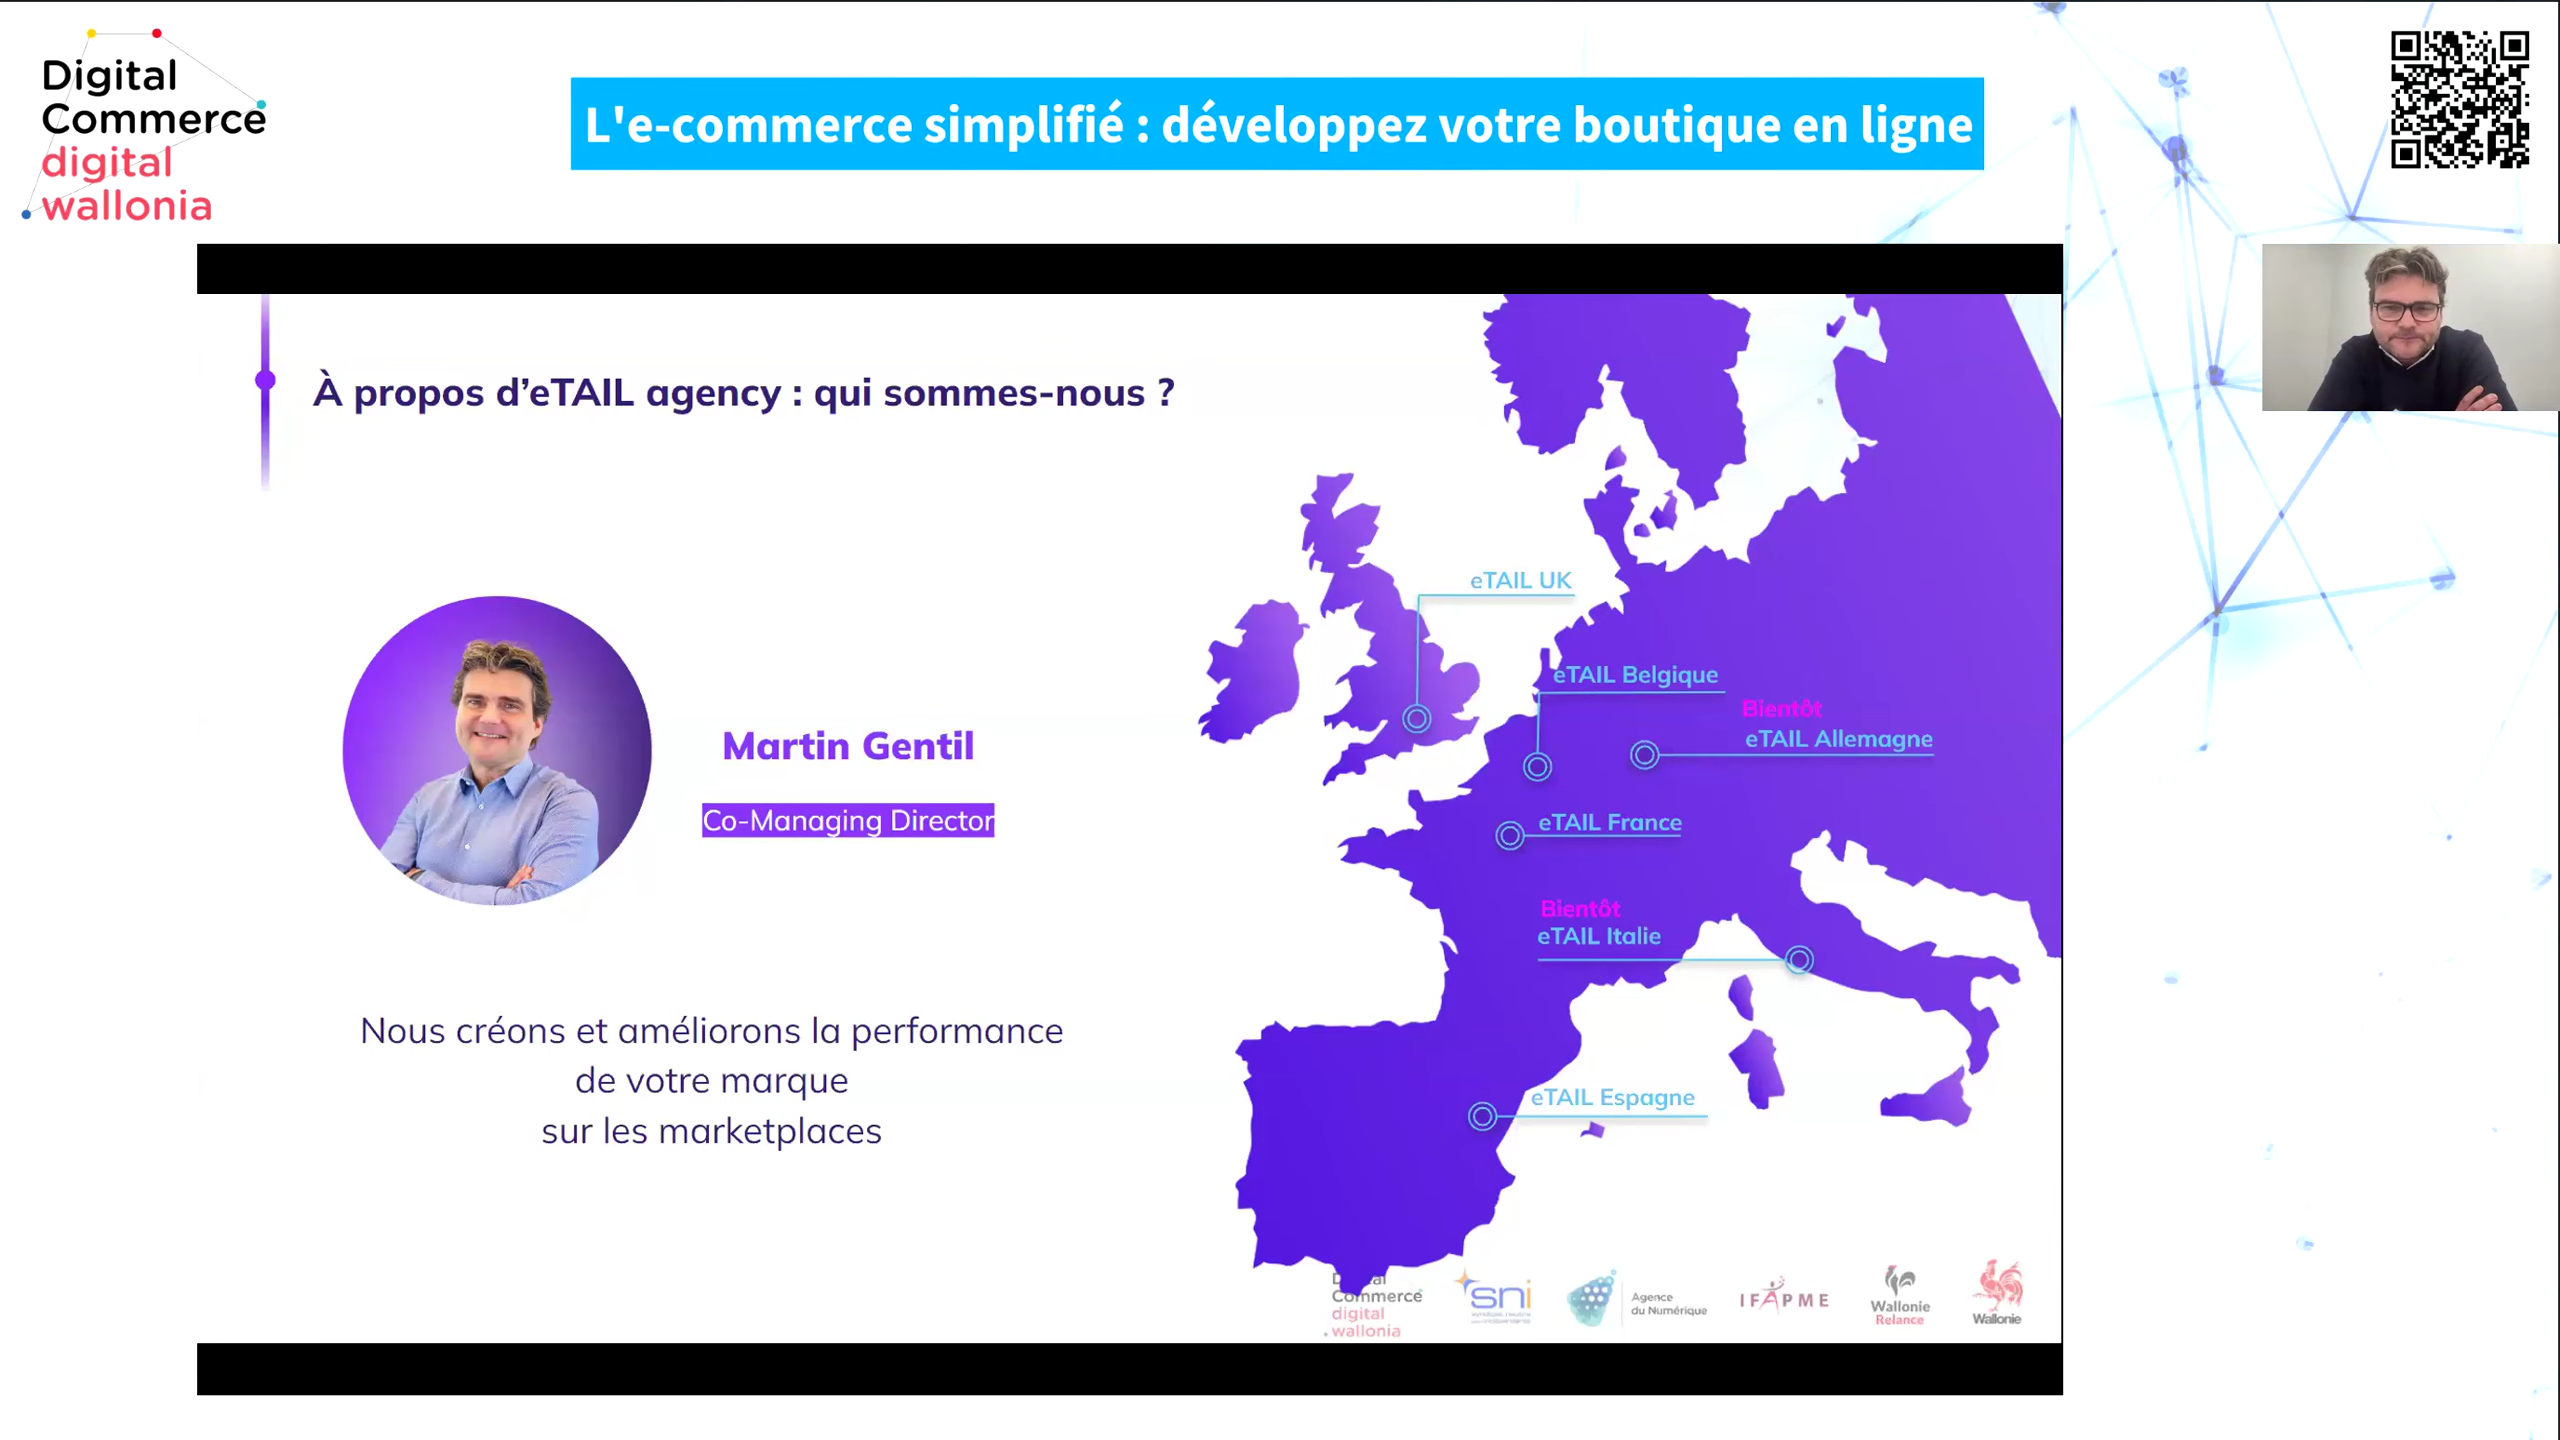 Digital
Commerce
digital
wallonia
L'e-commerce simplifié : développez votre boutique en ligne
À propos d’eTAIL agency : qui sommes-nous ?
Martin Gentil
Co-Managing Director
Nous créons et améliorons la performance
de votre marque
sur les marketplaces
eTAIL UK
eTAIL Belgique
Bientôt
eTAIL Allemagne
eTAIL France
Bientôt
eTAIL Italie
eTAIL Espagne
Commerce
digital
wallonia
sni
Agence
du Numérique
IFAPME
Wallonie
Relance
Wallonie